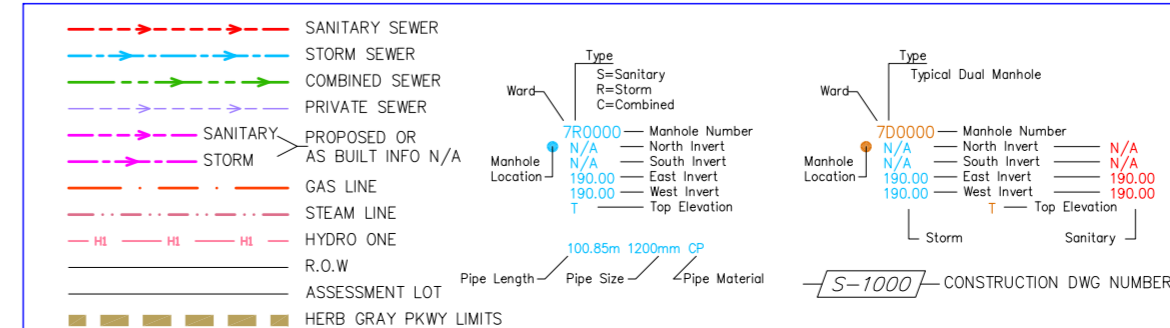 SANITARY SEWER
STORM SEWER
COMBINED SEWER
PRIVATE SEWER
SANITARY
STORM
PROPOSED OR
AS BUILT INFO N/A
GAS LINE
STEAM LINE
H1 H1 H1 HYDRO ONE
R.O.W
ASSESSMENT LOT
HERB GRAY PKWY LIMITS
Type
S=Sanitary
R=Storm
C=Combined
Ward
7R0000 Manhole Number
N/A North Invert
N/A South Invert
190.00 East Invert
190.00 West Invert
T Top Elevation
Manhole
Location
100.85m 1200mm CP
Pipe Length Pipe Size Pipe Material
Type
Typical Dual Manhole
Ward
7D0000 Manhole Number
N/A North Invert N/A
N/A South Invert N/A
190.00 East Invert 190.00
190.00 West Invert 190.00
T Top Elevation
Manhole
Location
Storm Sanitary
S-1000 CONSTRUCTION DWG NUMBER